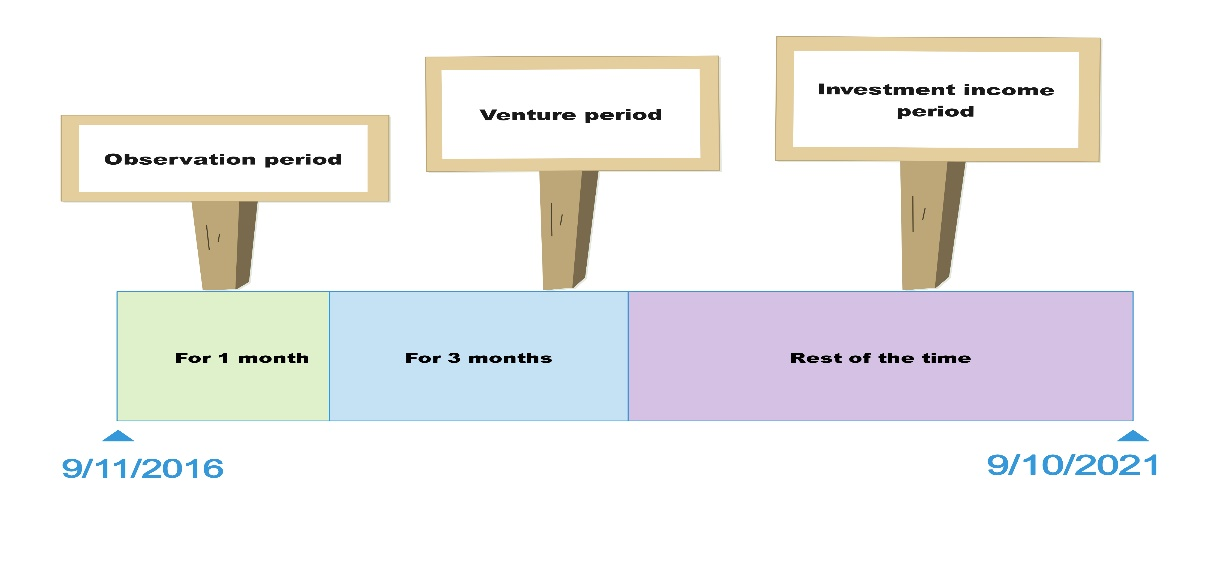 Observation period
Venture period
Investment income
period
For 1 month
For 3 months
Rest of the time
9/11/2016
9/10/2021